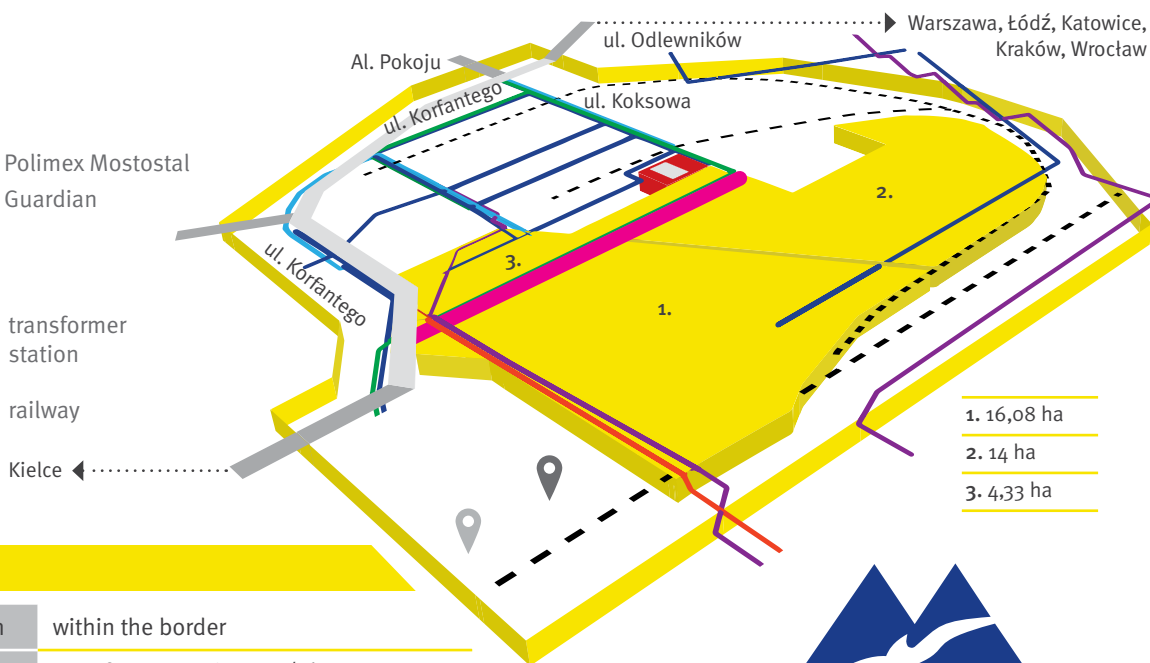 Warszawa, Łódź, Katowice,
Kraków, Wrocław
ul. Odlewników
Al. Pokoju
ul. Korfantego
ul. Koksowa
Polimex Mostostal
Guardian
2.
3.
ul. Korfantego
1.
transformer
station
railway
Kielce
1. 16,08 ha
2. 14 ha
3. 4,33 ha
within the border